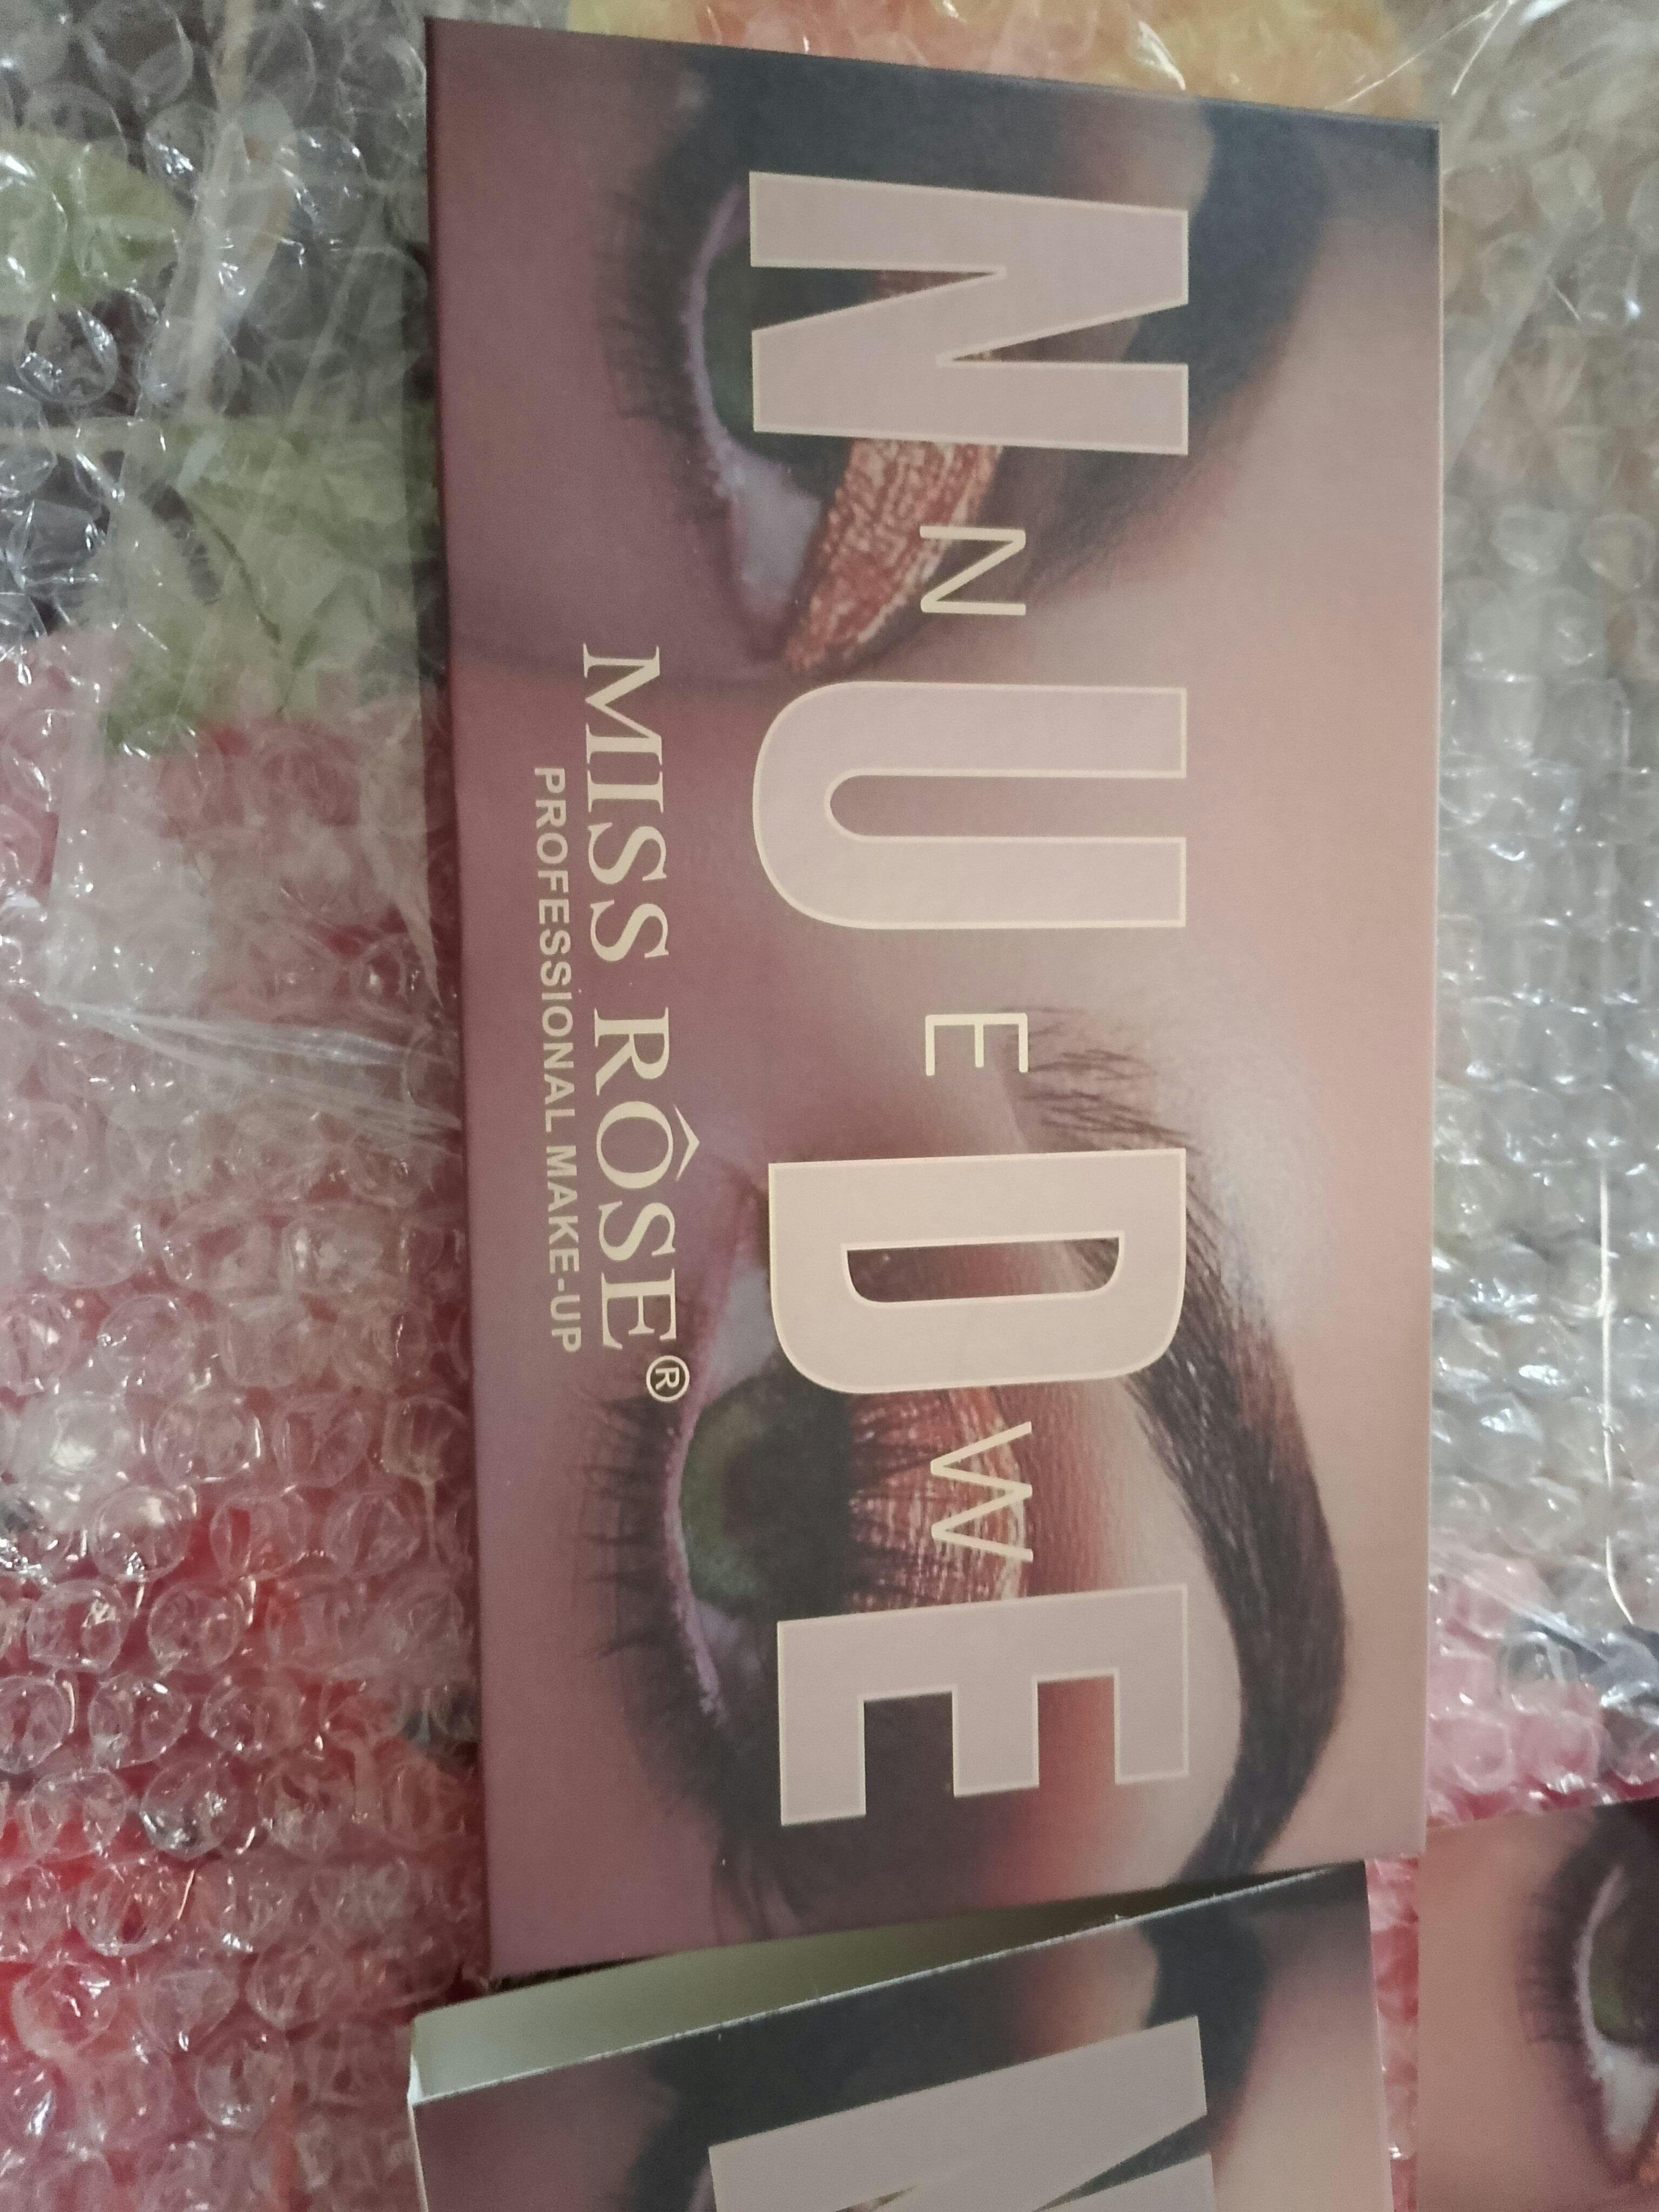 NUDE
NEW
MISS RÔSE®
PROFESSIONAL MAKE-UP
N